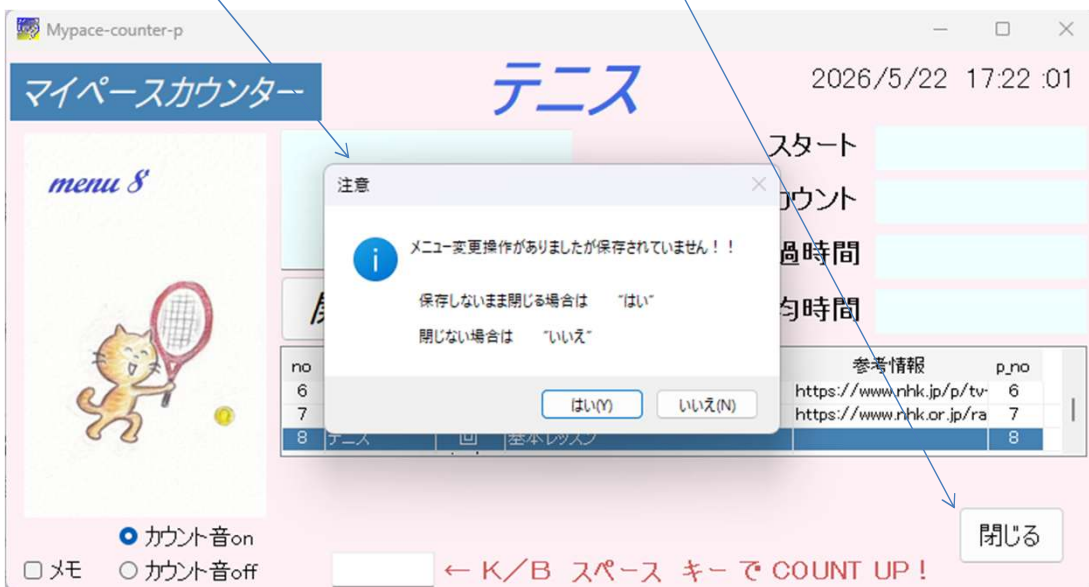 Mypace-counter-p
マイペースカウンター
テニス
2026/5/22 17:22 :01
menu 8
スタート
カウント
過時間
均時間
注意
メニュー変更操作がありましたが保存されていません！！
保存しないまま閉じる場合は "はい"
閉じない場合は "いいえ"
はい(Y)
いいえ(N)
no 参考情報 p_no
6 https://www.nhk.jp/p/tv- 6
7 https://www.nhk.or.jp/ra 7
8 テニス 回 基本レッスン 8
カウント音on
メモ
カウント音off
← K／B スペース キー で COUNT UP！
閉じる